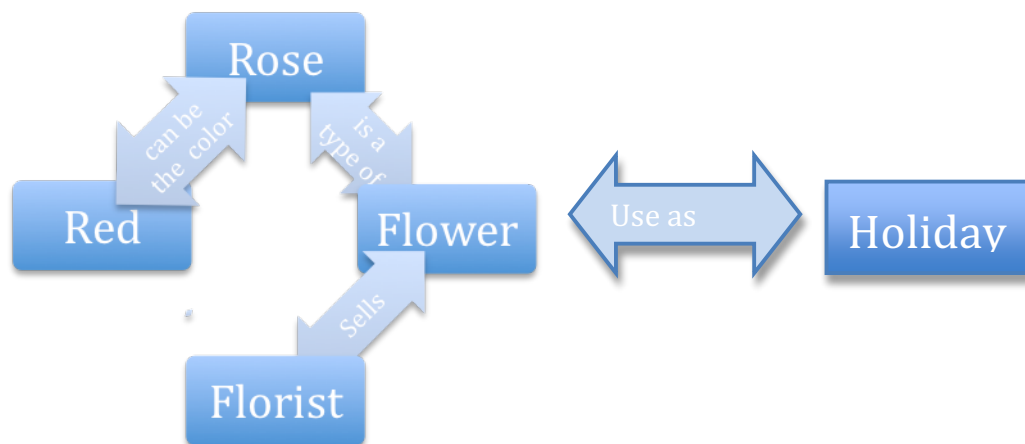 Rose
can be
the color
is a
type of
Red
Flower
Use as
Holiday
Sells
Florist